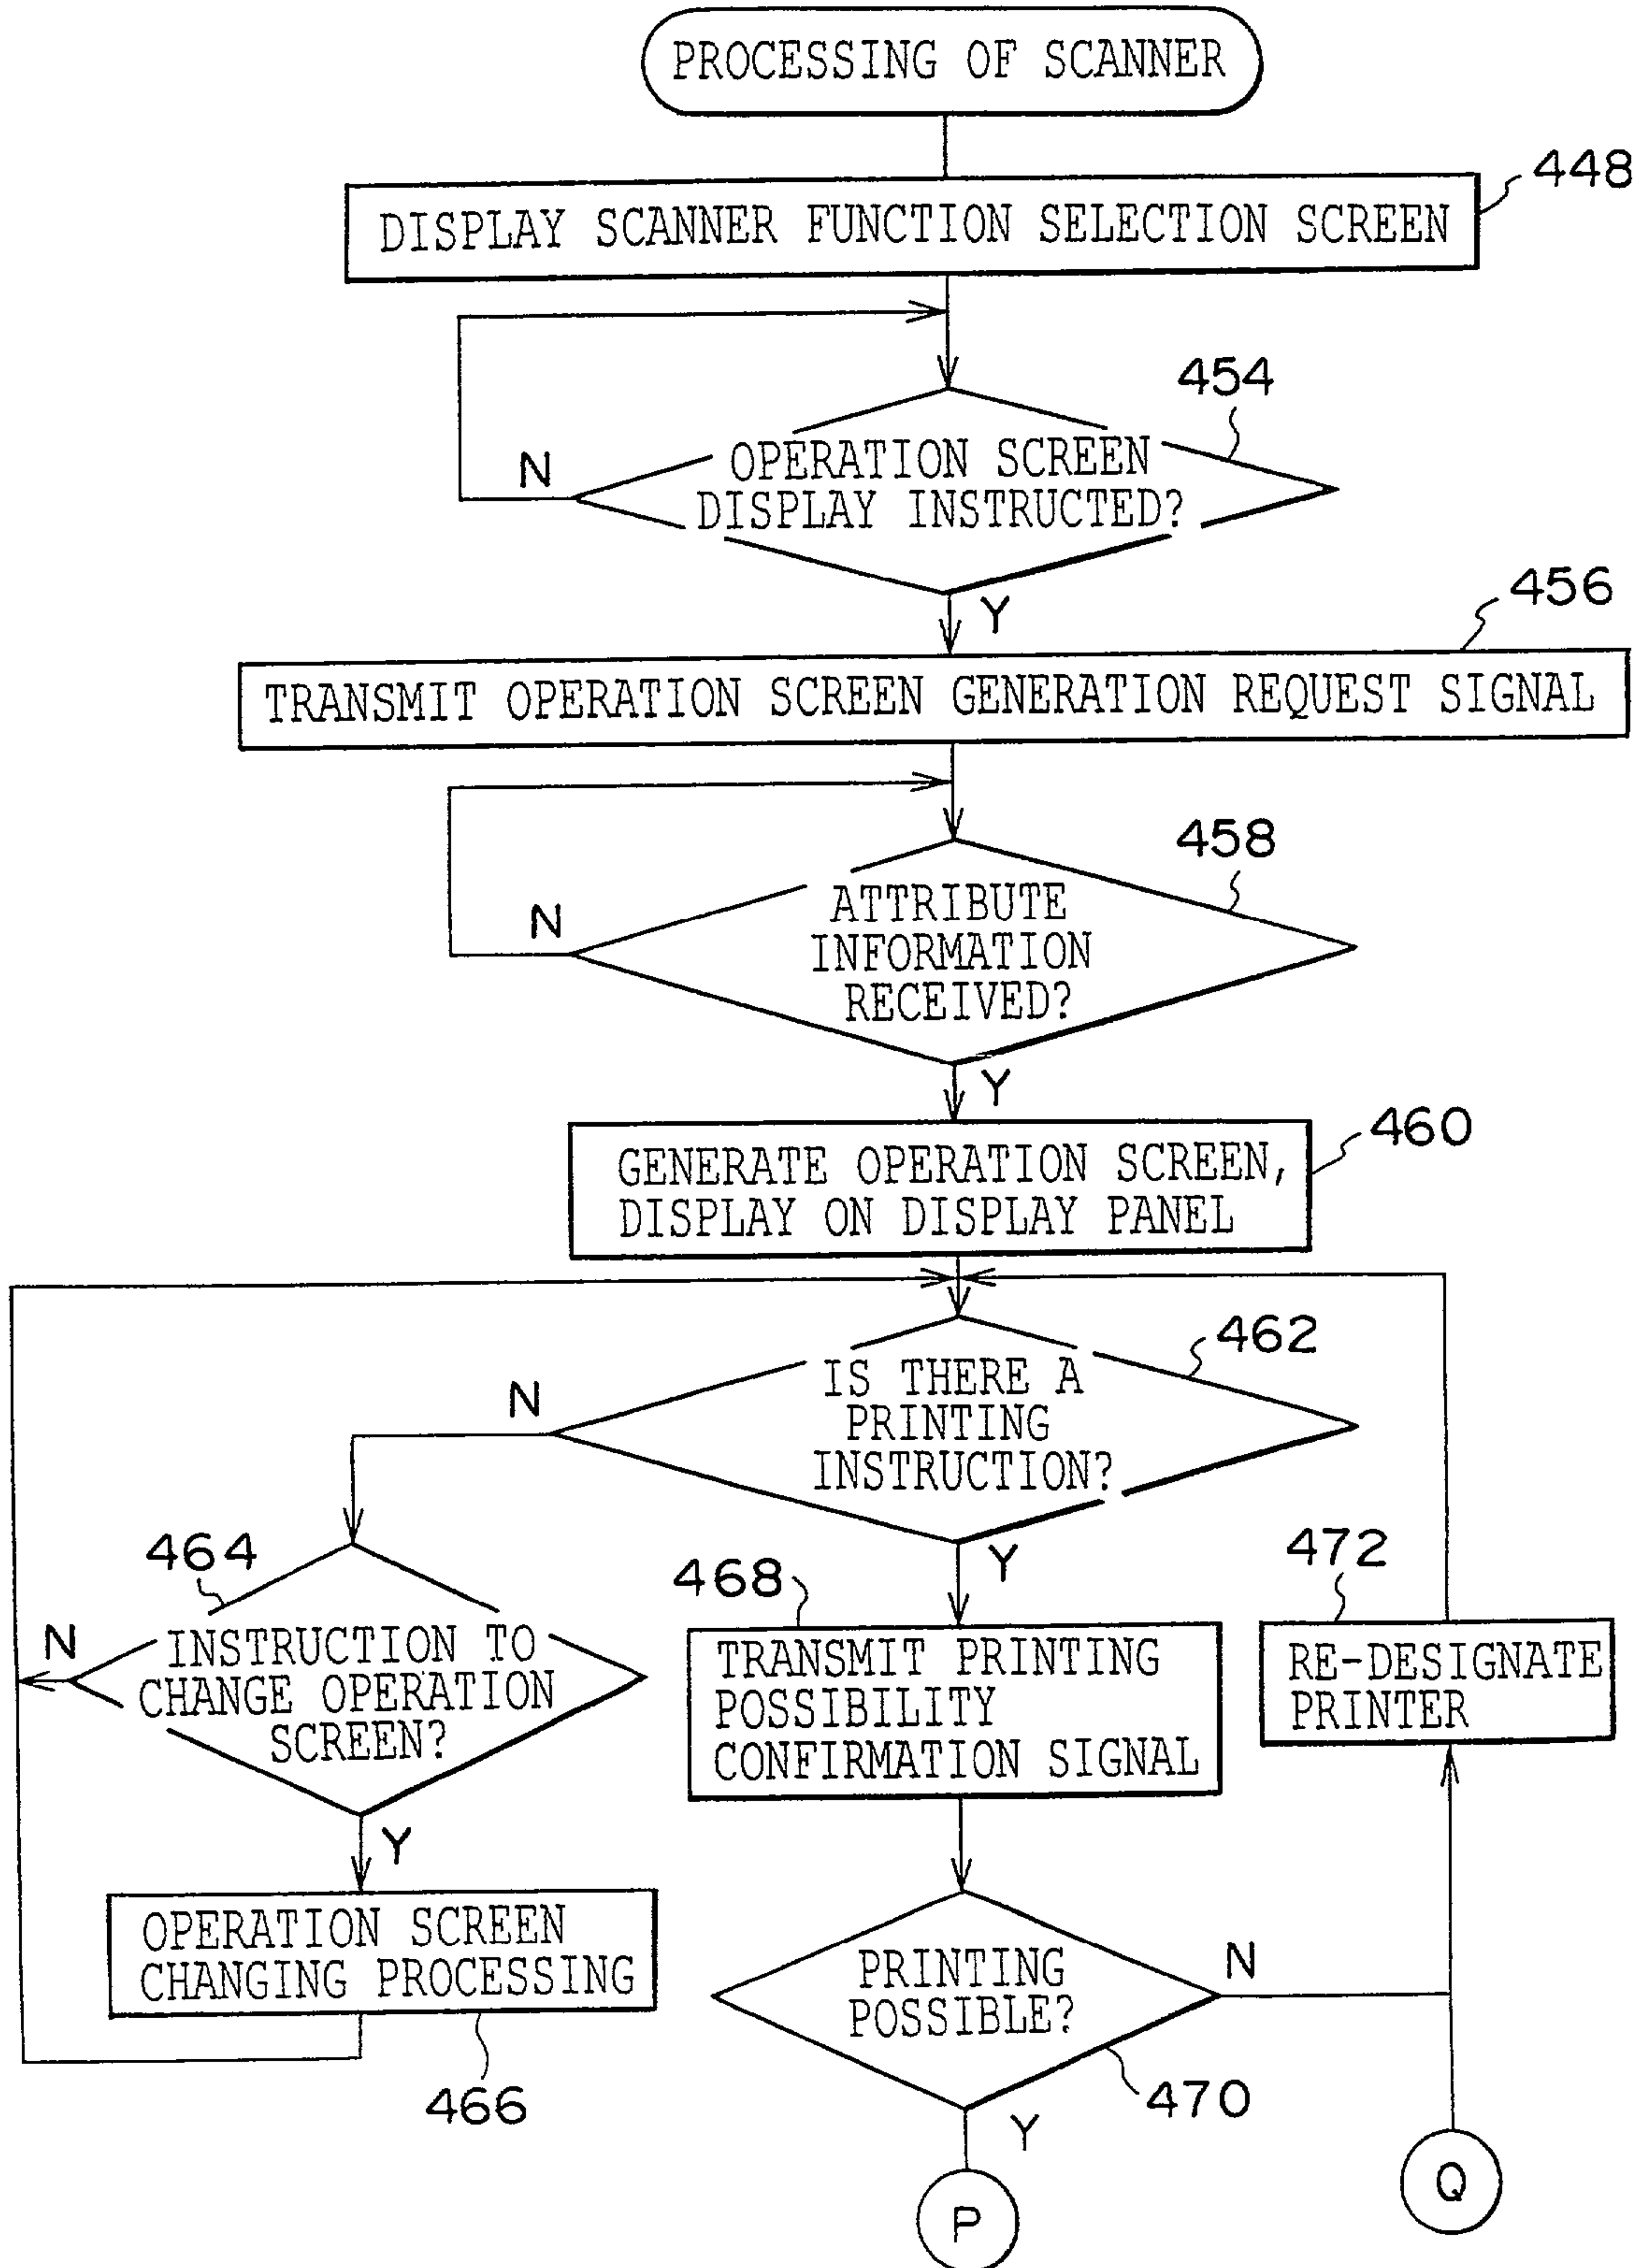 PROCESSING OF SCANNER
448
DISPLAY SCANNER FUNCTION SELECTION SCREEN
454
N
OPERATION SCREEN
DISPLAY INSTRUCTED?
Y
456
TRANSMIT OPERATION SCREEN GENERATION REQUEST SIGNAL
458
N
ATTRIBUTE
INFORMATION
RECEIVED?
Y
460
GENERATE OPERATION SCREEN,
DISPLAY ON DISPLAY PANEL
462
N
IS THERE A
PRINTING
INSTRUCTION?
Y
464
N
INSTRUCTION TO
CHANGE OPERATION
SCREEN?
Y
OPERATION SCREEN
CHANGING PROCESSING
466
468
TRANSMIT PRINTING
POSSIBILITY
CONFIRMATION SIGNAL
472
RE-DESIGNATE
PRINTER
PRINTING
POSSIBLE?
N
470
Y
P
Q